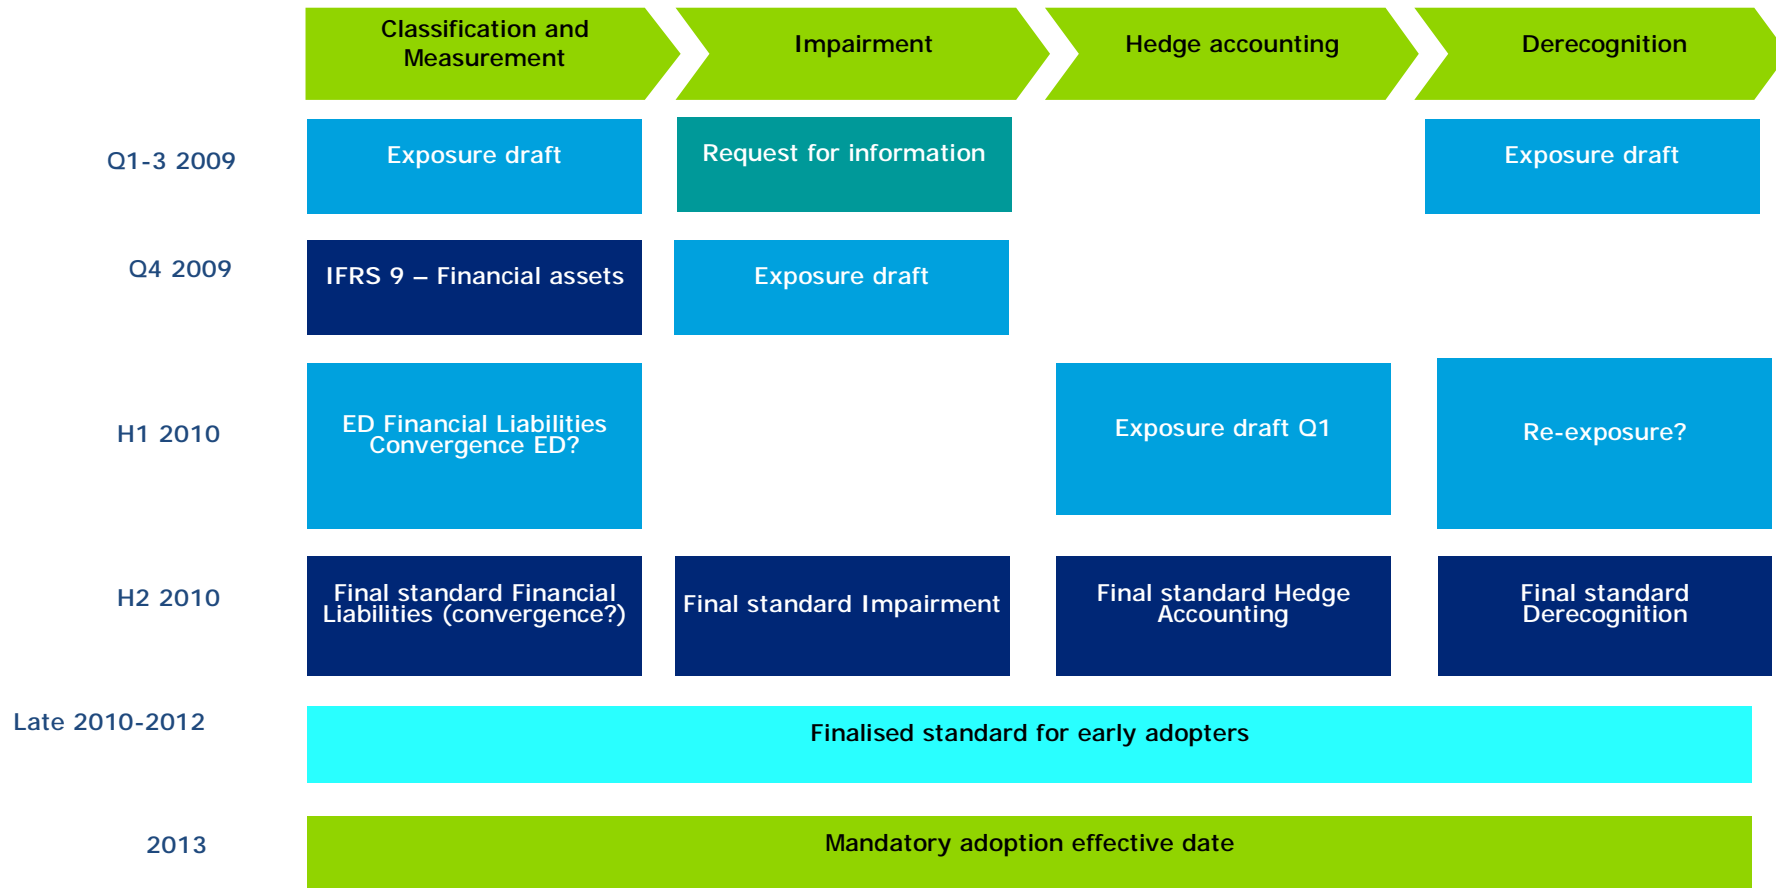 Classification and
Measurement
Impairment
Hedge accounting
Derecognition
Q1-3 2009
Exposure draft
Request for information
Exposure draft
Q4 2009
IFRS 9 – Financial assets
Exposure draft
H1 2010
ED Financial Liabilities
Convergence ED?
Exposure draft Q1
Re-exposure?
H2 2010
Final standard Financial
Liabilities (convergence?)
Final standard Impairment
Final standard Hedge
Accounting
Final standard
Derecognition
Late 2010-2012
Finalised standard for early adopters
2013
Mandatory adoption effective date